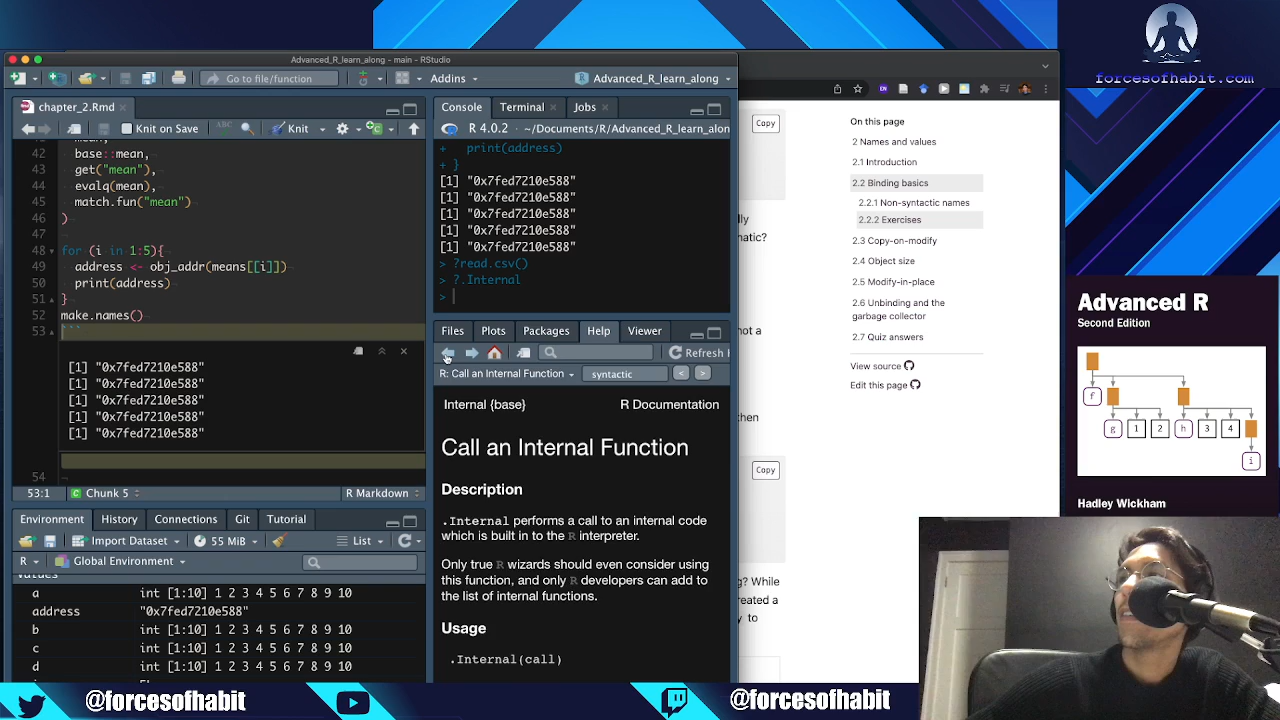 forcesofhabit.com
Advanced_R_learn_along - main - RStudio
Go to file/function
Addins
Advanced_R_learn_along
chapter_2.Rmd
Knit on Save
ABC
Knit
42 base::mean,
43 get("mean"),
44 evalq(mean),
45 match.fun("mean")
46 )
47
48 for (i in 1:5){
49 address <- obj_addr(means[[i]])
50 print(address)
51 }
52 make.names()
53 ```
[1] "0x7fed7210e588"
[1] "0x7fed7210e588"
[1] "0x7fed7210e588"
[1] "0x7fed7210e588"
[1] "0x7fed7210e588"
54
53:1 Chunk 5 R Markdown
Environment History Connections Git Tutorial
Import Dataset 55 MiB List
R Global Environment
Values
a int [1:10] 1 2 3 4 5 6 7 8 9 10
address "0x7fed7210e588"
b int [1:10] 1 2 3 4 5 6 7 8 9 10
c int [1:10] 1 2 3 4 5 6 7 8 9 10
d int [1:10] 1 2 3 4 5 6 7 8 9 10
Console Terminal Jobs
R 4.0.2 · ~/Documents/R/Advanced_R_learn_alon
+ print(address)
+ }
[1] "0x7fed7210e588"
[1] "0x7fed7210e588"
[1] "0x7fed7210e588"
[1] "0x7fed7210e588"
[1] "0x7fed7210e588"
> ?read.csv()
> ?.Internal
>
Files Plots Packages Help Viewer
Refresh
R: Call an Internal Function syntactic < >
Internal {base} R Documentation
Call an Internal Function
Description
.Internal performs a call to an internal code
which is built in to the R interpreter.
Only true R wizards should even consider using
this function, and only R developers can add to
the list of internal functions.
Usage
.Internal(call)
Copy
lly
matic?
not a
then
Copy
g? While
reated a
y to
On this page
2 Names and values
2.1 Introduction
2.2 Binding basics
2.2.1 Non-syntactic names
2.2.2 Exercises
2.3 Copy-on-modify
2.4 Object size
2.5 Modify-in-place
2.6 Unbinding and the
garbage collector
2.7 Quiz answers
View source
Edit this page
Advanced R
Second Edition
f
g 1 2 h 3 4
i
Hadley Wickham
@forcesofhabit
@forcesofhabit